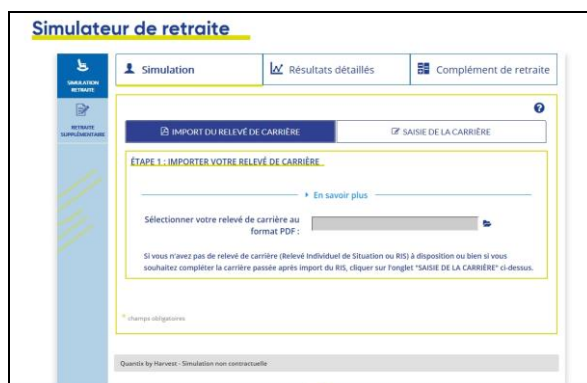 Simulateur de retraite
SIMULATION
RETRAITE
RETRAITE
SUPPLÉMENTAIRE
Simulation
Résultats détaillés
Complément de retraite
IMPORT DU RELEVÉ DE CARRIÈRE
SAISIE DE LA CARRIÈRE
ÉTAPE 1 : IMPORTER VOTRE RELEVÉ DE CARRIÈRE
En savoir plus
Sélectionner votre relevé de carrière au
format PDF :
Si vous n'avez pas de relevé de carrière (Relevé Individuel de Situation ou RIS) à disposition ou bien si vous
souhaitez compléter la carrière passée après import du RIS, cliquer sur l'onglet "SAISIE DE LA CARRIÈRE" ci-dessus.
* champs obligatoires
Quantix by Harvest - Simulation non contractuelle